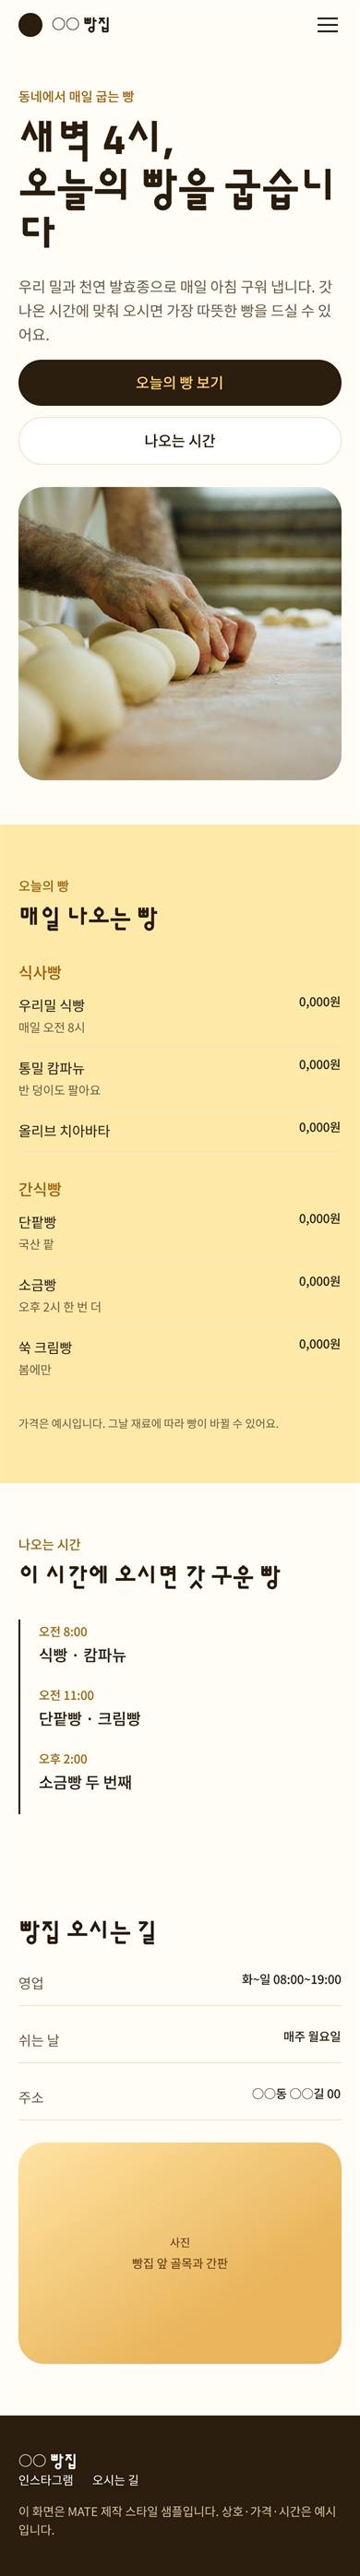 ○○ 빵집
동네에서 매일 굽는 빵
새벽 4시,
오늘의 빵을 굽습니
다
우리 밀과 천연 발효종으로 매일 아침 구워 냅니다. 갓
나온 시간에 맞춰 오시면 가장 따뜻한 빵을 드실 수 있
어요.
오늘의 빵 보기
나오는 시간
오늘의 빵
매일 나오는 빵
식사빵
우리밀 식빵 0,000원
매일 오전 8시
통밀 캄파뉴 0,000원
반 덩이도 팔아요
올리브 치아바타 0,000원
간식빵
단팥빵 0,000원
국산 팥
소금빵 0,000원
오후 2시 한 번 더
쑥 크림빵 0,000원
봄에만
가격은 예시입니다. 그날 재료에 따라 빵이 바뀔 수 있어요.
나오는 시간
이 시간에 오시면 갓 구운 빵
오전 8:00
식빵 · 캄파뉴
오전 11:00
단팥빵 · 크림빵
오후 2:00
소금빵 두 번째
빵집 오시는 길
영업 화~일 08:00~19:00
쉬는 날 매주 월요일
주소 ○○동 ○○길 00
사진
빵집 앞 골목과 간판
○○ 빵집
인스타그램 오시는 길
이 화면은 MATE 제작 스타일 샘플입니다. 상호·가격·시간은 예시
입니다.